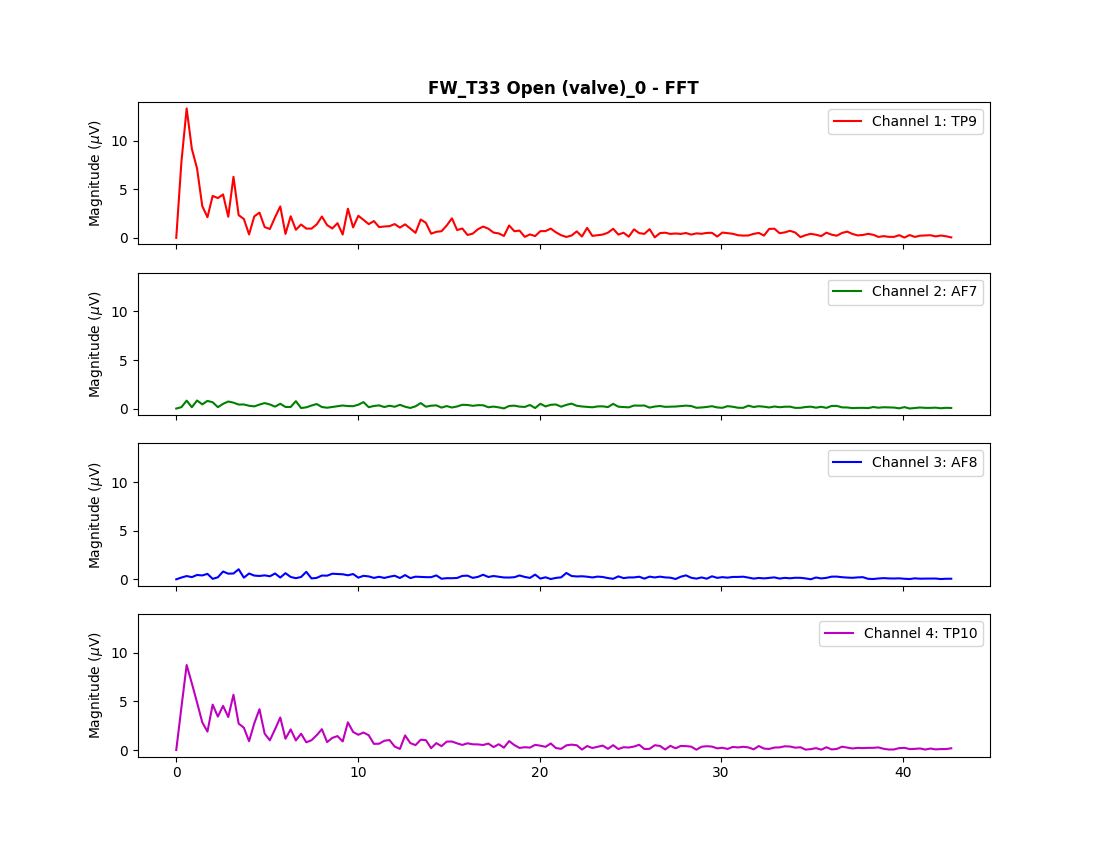 FW_T33 Open (valve)_0 - FFT
Magnitude (μV)
10
5
0
Channel 1: TP9
Magnitude (μV)
10
5
0
Channel 2: AF7
Magnitude (μV)
10
5
0
Channel 3: AF8
Magnitude (μV)
10
5
0
Channel 4: TP10
0 10 20 30 40